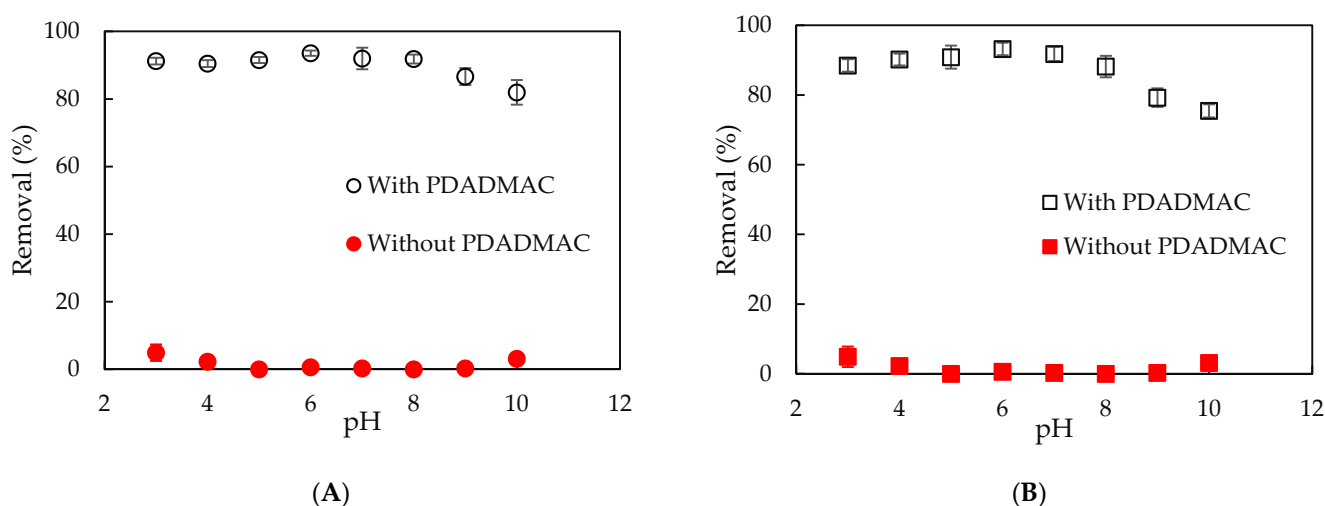 100
80
60
40
20
0
Removal (%)
With PDADMAC
Without PDADMAC
2 4 6 8 10 12
pH
(A)
100
80
60
40
20
0
Removal (%)
With PDADMAC
Without PDADMAC
2 4 6 8 10 12
pH
(B)